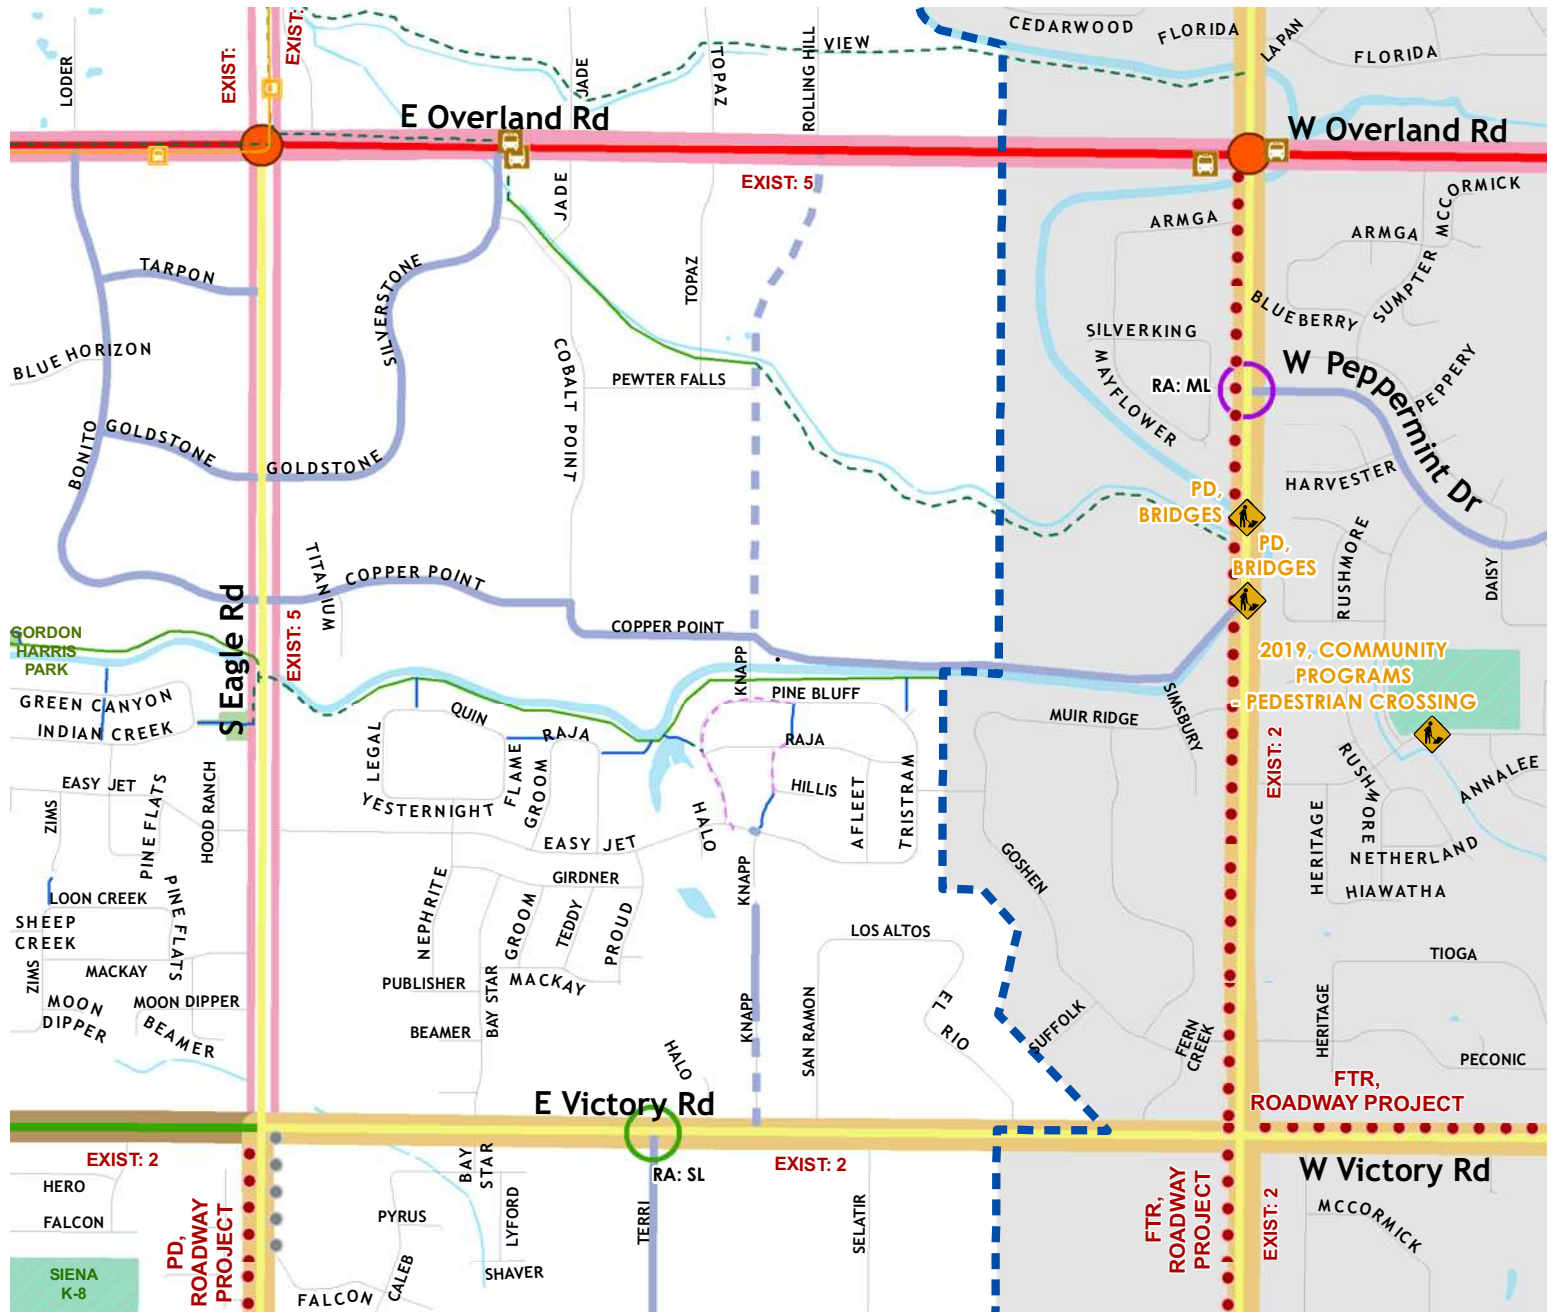 CEDARWOOD
FLORIDA
LA PAN
FLORIDA
VIEW
LODER
EXIST:
EXIST:
JADE
TOPAZ
ROLLING HILL
E Overland Rd
W Overland Rd
EXIST: 5
JADE
MCCORMICK
ARMGA
ARMGA
TARPON
SILVERSTONE
TOPAZ
SUMPTER
BLUEBERRY
SILVERKING
BLUE HORIZON
COBALT POINT
PEWTER FALLS
MAYFLOWER
RA: ML
W Peppermint Dr
PEPPERY
BONITO
GOLDSTONE
GOLDSTONE
HARVESTER
PD,
BRIDGES
PD,
BRIDGES
RUSHMORE
DAISY
TITANIUM
COPPER POINT
COPPER POINT
S Eagle Rd
EXIST: 5
GORDON
HARRIS
PARK
KNAPP
2019, COMMUNITY
PROGRAMS
- PEDESTRIAN CROSSING
GREEN CANYON
INDIAN CREEK
PINE BLUFF
SIMSBURY
MUIR RIDGE
LEGAL
QUIN
RAJA
RAJA
FLAME
GROOM
EASY JET
PINE FLATS
HOOD RANCH
ZIMS
YESTERNIGHT
HALO
HILLIS
AFLEET
TRISTRAM
EXIST: 2
RUSHMORE
ANNALEE
HERITAGE
NETHERLAND
HIAWATHA
EASY JET
GOSHEN
GIRDNER
KNAPP
LOON CREEK
PINE FLATS
NEPHRITE
GROOM
TEDDY
PROUD
SHEEP
CREEK
LOS ALTOS
TIOGA
ZIMS
MACKAY
PUBLISHER
MACKAY
BAY STAR
MOON
DIPPER
MOON DIPPER
BEAMER
BEAMER
KNAPP
SAN RAMON
EL RIO
SUFFOLK
FERN
CREEK
HERITAGE
PECONIC
HALO
FTR,
ROADWAY PROJECT
E Victory Rd
W Victory Rd
EXIST: 2
BAY
STAR
RA: SL
EXIST: 2
HERO
FALCON
PD,
ROADWAY
PROJECT
PYRUS
LYFORD
TERRI
SELATIR
FTR,
ROADWAY
PROJECT
EXIST: 2
MCCORMICK
SIENA
K-8
FALCON
CALEB
SHAVER